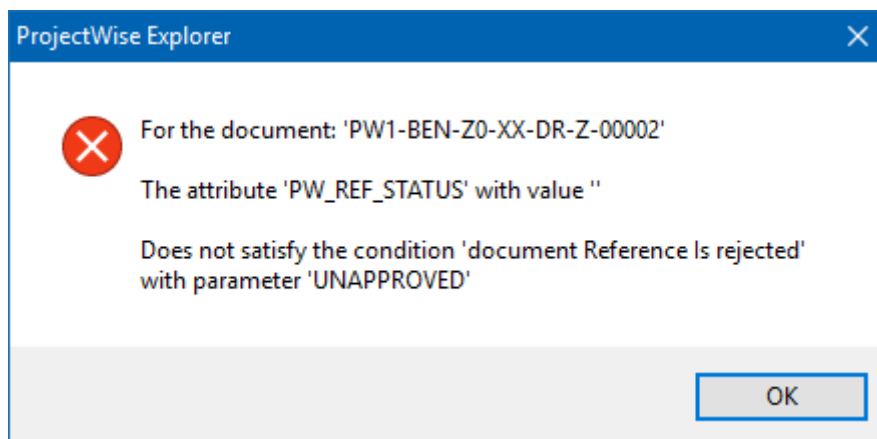 ProjectWise Explorer
For the document: 'PW1-BEN-Z0-XX-DR-Z-00002'
The attribute 'PW_REF_STATUS' with value ''
Does not satisfy the condition 'document Reference Is rejected'
with parameter 'UNAPPROVED'
OK